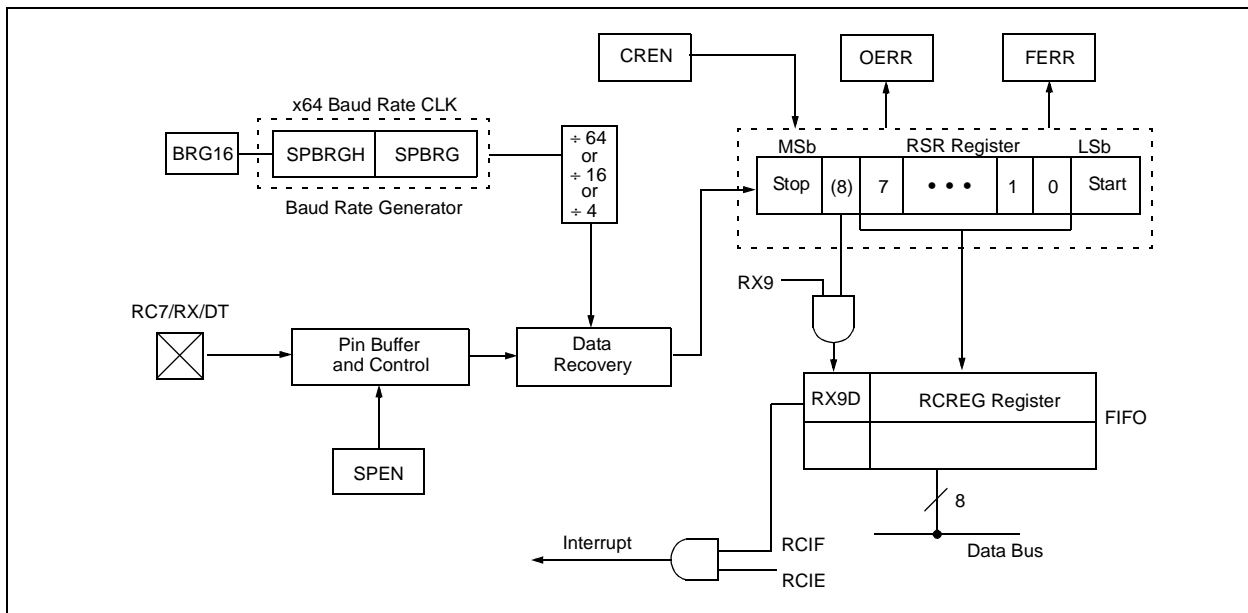 CREN
OERR
FERR
x64 Baud Rate CLK
BRG16
SPBRGH
SPBRG
Baud Rate Generator
÷ 64
or
÷ 16
or
÷ 4
MSb
RSR Register
LSb
Stop
(8)
7
• • •
1
0
Start
RX9
RC7/RX/DT
Pin Buffer
and Control
Data
Recovery
SPEN
RX9D
RCREG Register
FIFO
8
Data Bus
Interrupt
RCIF
RCIE